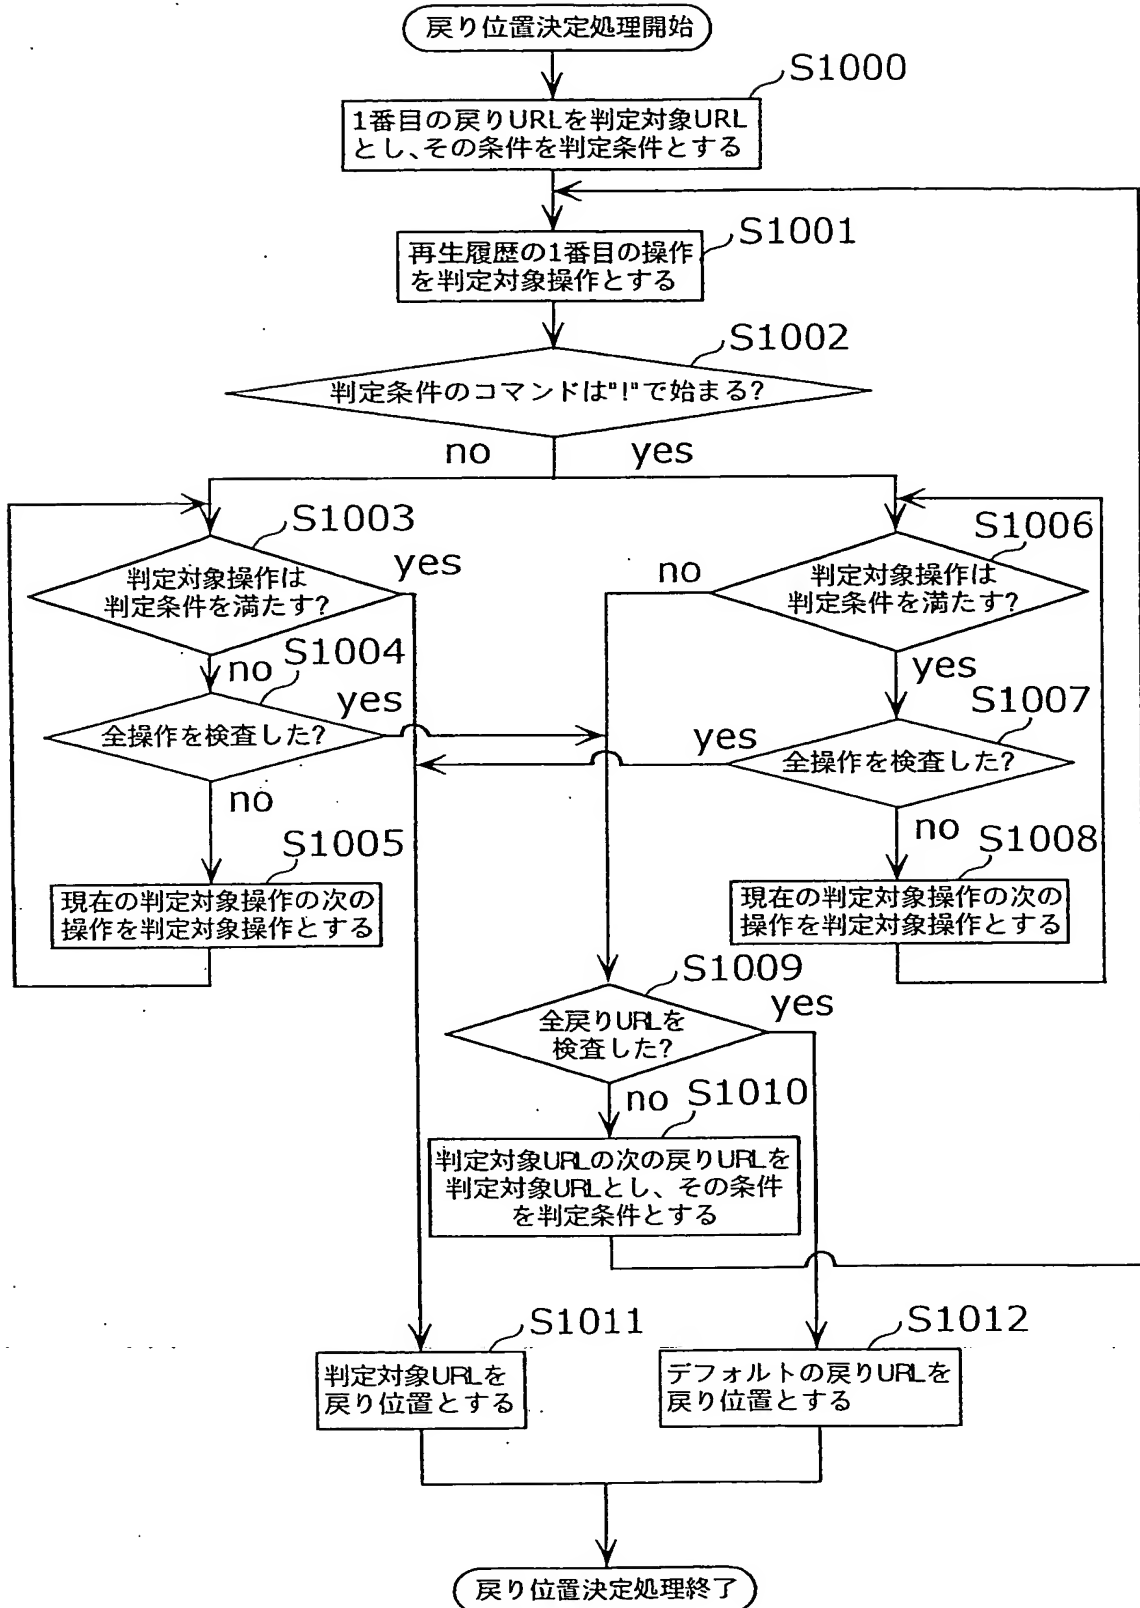 戻り位置決定処理開始
S1000
1番目の戻りURLを判定対象URL
とし、その条件を判定条件とする
S1001
再生履歴の1番目の操作
を判定対象操作とする
S1002
判定条件のコマンドは"!"で始まる?
no
yes
S1003
判定対象操作は
判定条件を満たす?
yes
no
S1004
全操作を検査した?
yes
no
S1005
現在の判定対象操作の次の
操作を判定対象操作とする
S1006
判定対象操作は
判定条件を満たす?
no
yes
S1007
全操作を検査した?
yes
no
S1008
現在の判定対象操作の次の
操作を判定対象操作とする
S1009
全戻りURLを
検査した?
yes
no
S1010
判定対象URLの次の戻りURLを
判定対象URLとし、その条件
を判定条件とする
S1011
判定対象URLを
戻り位置とする
S1012
デフォルトの戻りURLを
戻り位置とする
戻り位置決定処理終了